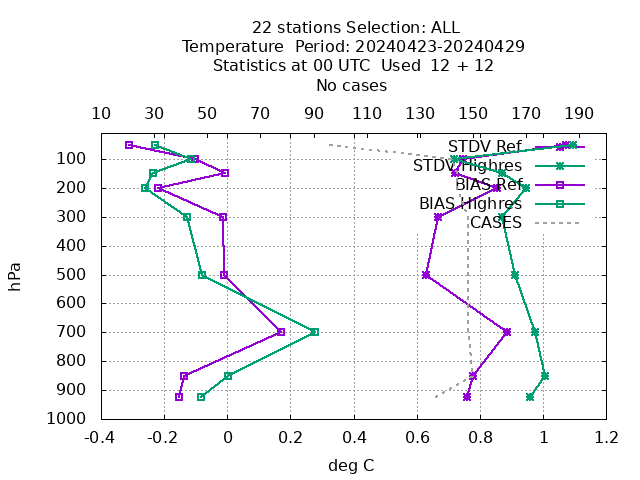 22 stations Selection: ALL
Temperature  Period: 20240423-20240429
Statistics at 00 UTC  Used  12 + 12
No cases
10 30 50 70 90 110 130 150 170 190
STDV Ref
STDV Highres
BIAS Ref
BIAS Highres
CASES
hPa
100
200
300
400
500
600
700
800
900
1000
-0.4 -0.2 0 0.2 0.4 0.6 0.8 1 1.2
deg C